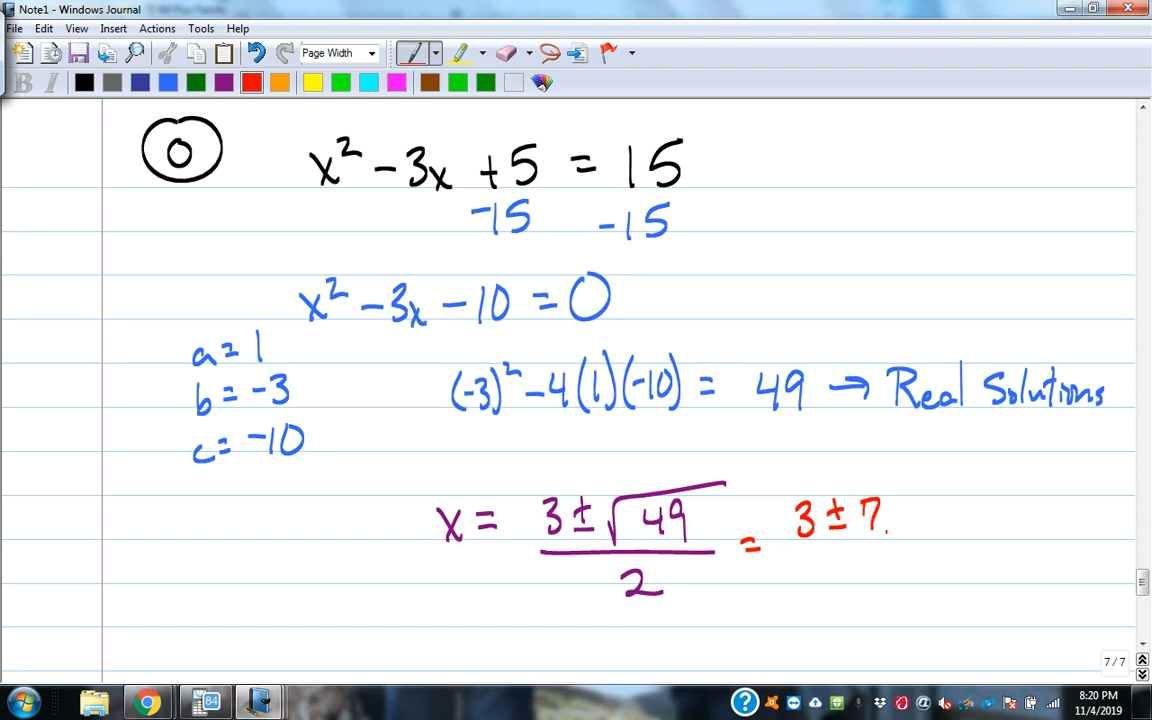 Note1 - Windows Journal
File Edit View Insert Actions Tools Help
Page Width
B I
O x² - 3x + 5 = 15
-15 -15
x² - 3x - 10 = 0
a = 1
b = -3
(-3)² - 4(1)(-10) = 49 → Real Solutions
c = -10
x = (3 ± √49)/2 = 3 ± 7
7 / 7
84
8:20 PM
11/4/2019